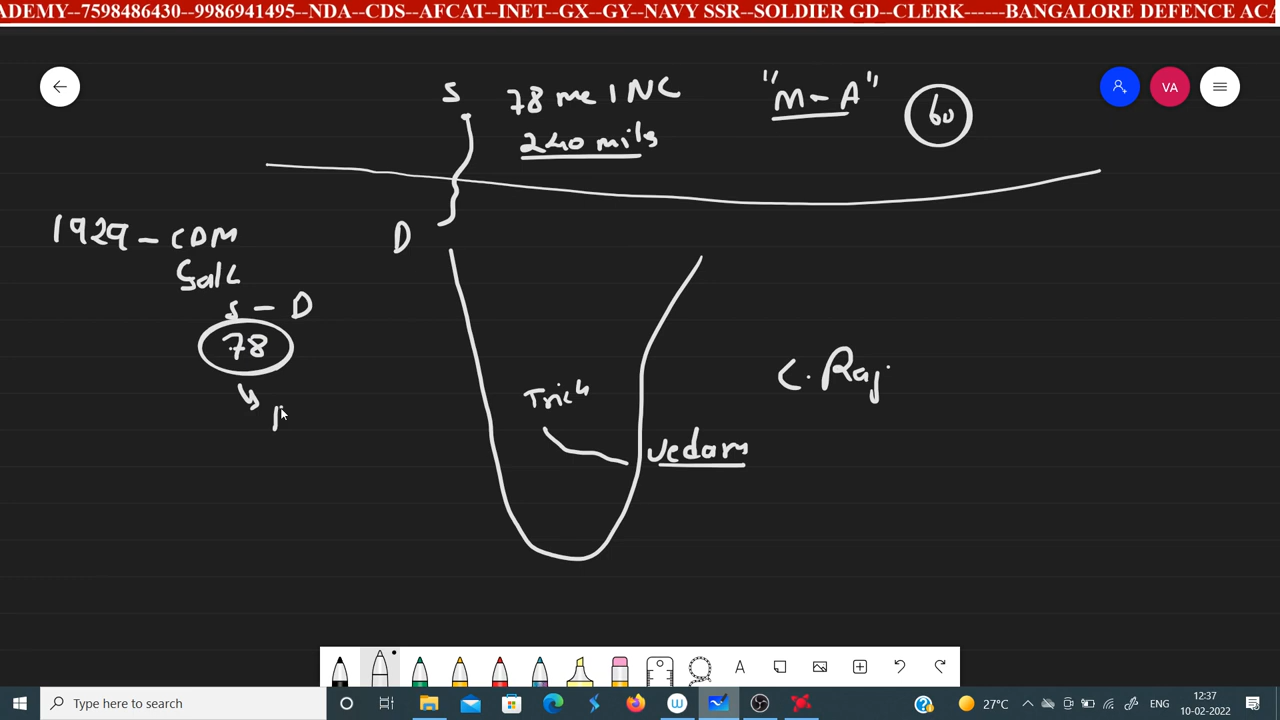 ADEMY--7598486430--9986941495--NDA--CDS--AFCAT--INET--GX--GY--NAVY SSR--SOLDIER GD--CLERK------BANGALORE DEFENCE ACA
VA
S 78 me INC "M-A" 60
240 mils
D
1929 - CDM
Salt
S - D
78
Trich
vedam
C. Raj.
A
Type here to search
27°C
ENG
12:37
10-02-2022